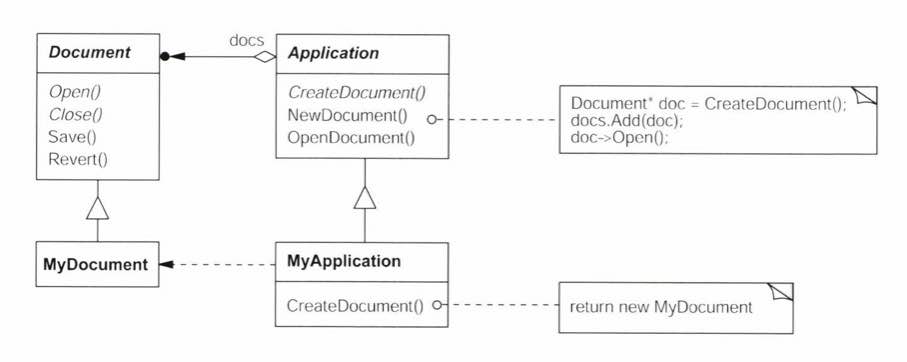 Document
Open()
Close()
Save()
Revert()
docs
Application
CreateDocument()
NewDocument()
OpenDocument()
Document* doc = CreateDocument();
docs.Add(doc);
doc->Open();
MyDocument
MyApplication
CreateDocument()
return new MyDocument